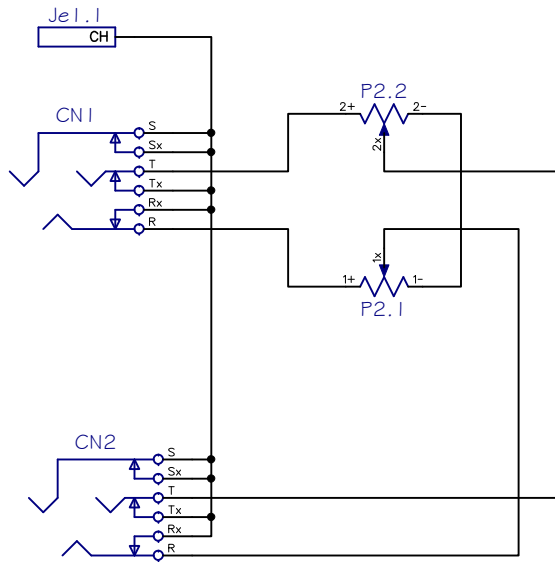 Je1.1
CH
CN1
S
Sx
T
Tx
Rx
R
P2.2
2+
2-
2x
1x
1+
1-
P2.1
CN2
S
Sx
T
Tx
Rx
R